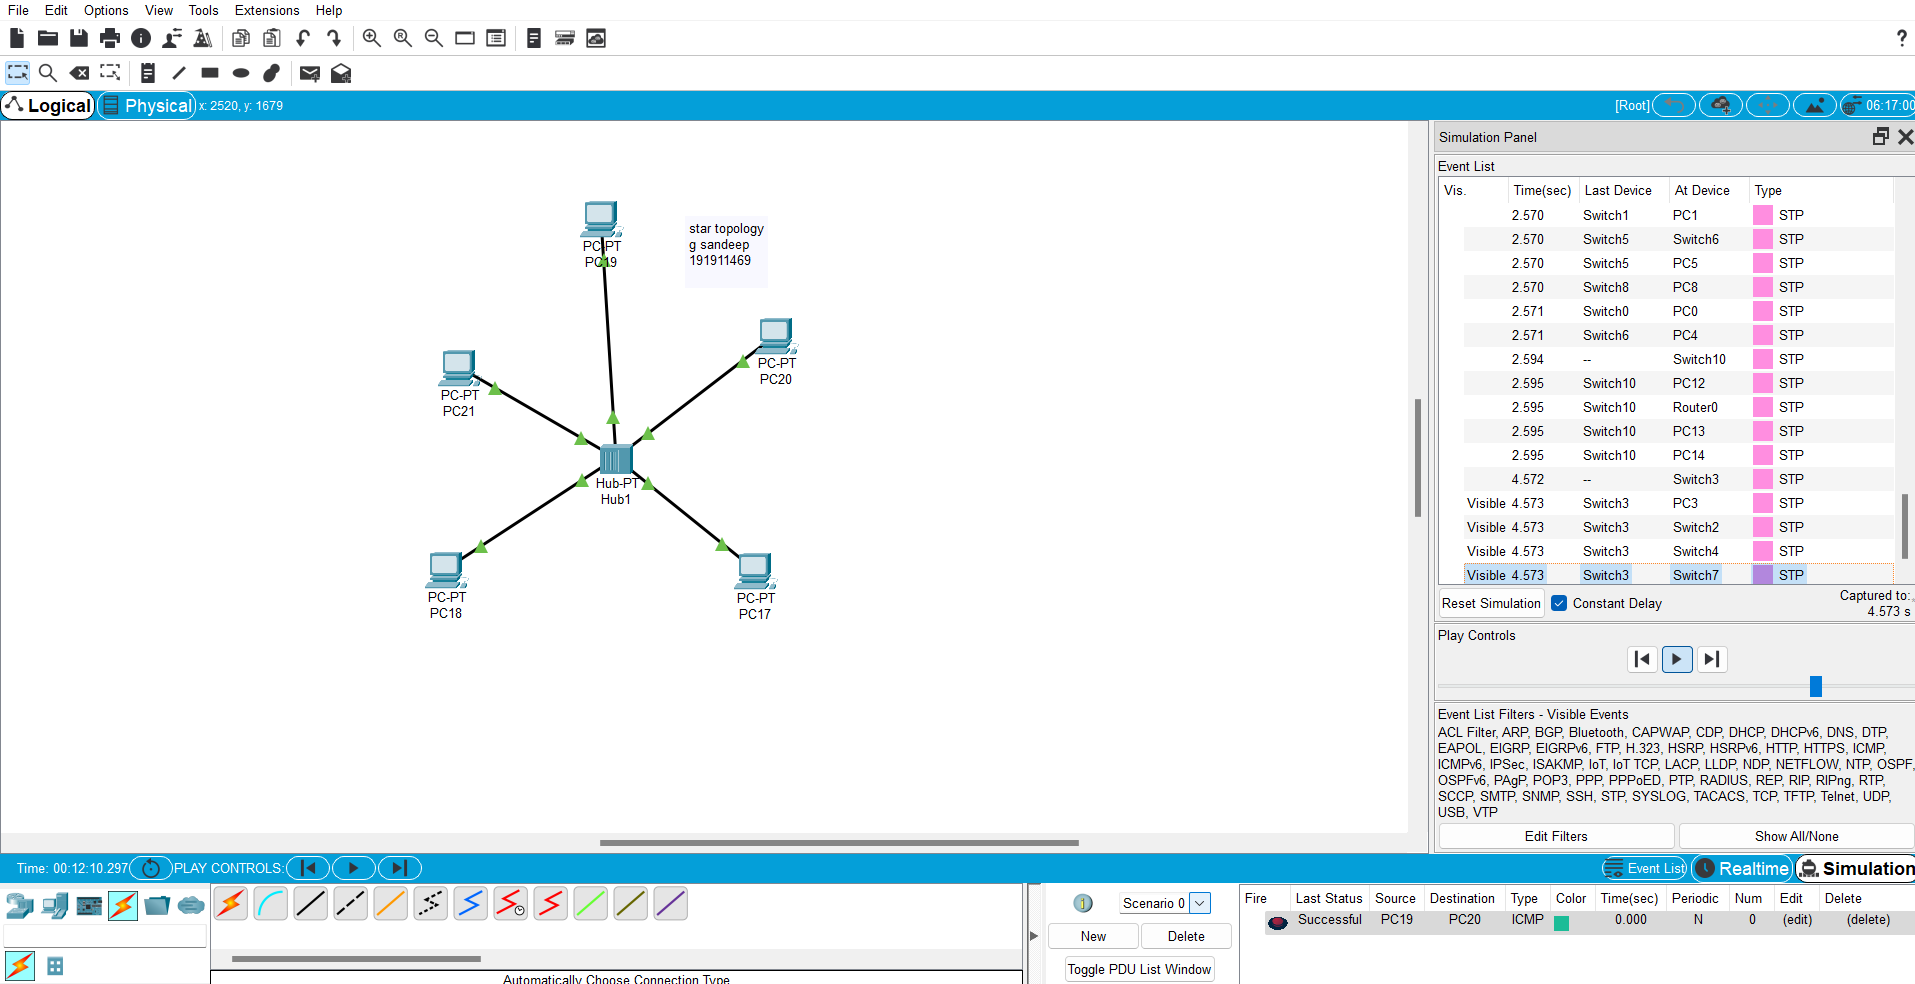 File Edit Options View Tools Extensions Help
?
Logical Physical x: 2520, y: 1679 [Root] 06:17:00
PC-PT
PC19
star topology
g sandeep
191911469
PC-PT
PC20
PC-PT
PC21
Hub-PT
Hub1
PC-PT
PC18
PC-PT
PC17
Simulation Panel
Event List
Vis. Time(sec) Last Device At Device Type
2.570 Switch1 PC1 STP
2.570 Switch5 Switch6 STP
2.570 Switch5 PC5 STP
2.570 Switch8 PC8 STP
2.571 Switch0 PC0 STP
2.571 Switch6 PC4 STP
2.594 -- Switch10 STP
2.595 Switch10 PC12 STP
2.595 Switch10 Router0 STP
2.595 Switch10 PC13 STP
2.595 Switch10 PC14 STP
4.572 -- Switch3 STP
Visible 4.573 Switch3 PC3 STP
Visible 4.573 Switch3 Switch2 STP
Visible 4.573 Switch3 Switch4 STP
Visible 4.573 Switch3 Switch7 STP
Reset Simulation Constant Delay Captured to:
4.573 s
Play Controls
Event List Filters - Visible Events
ACL Filter, ARP, BGP, Bluetooth, CAPWAP, CDP, DHCP, DHCPv6, DNS, DTP,
EAPOL, EIGRP, EIGRPv6, FTP, H.323, HSRP, HSRPv6, HTTP, HTTPS, ICMP,
ICMPv6, IPSec, ISAKMP, IoT, IoT TCP, LACP, LLDP, NDP, NETFLOW, NTP, OSPF,
OSPFv6, PAgP, POP3, PPP, PPPoED, PTP, RADIUS, REP, RIP, RIPng, RTP,
SCCP, SMTP, SNMP, SSH, STP, SYSLOG, TACACS, TCP, TFTP, Telnet, UDP,
USB, VTP
Edit Filters Show All/None
Time: 00:12:10.297 PLAY CONTROLS: Event List Realtime Simulation
Scenario 0
New Delete
Toggle PDU List Window
Fire Last Status Source Destination Type Color Time(sec) Periodic Num Edit Delete
Successful PC19 PC20 ICMP 0.000 N 0 (edit) (delete)
Automatically Choose Connection Type